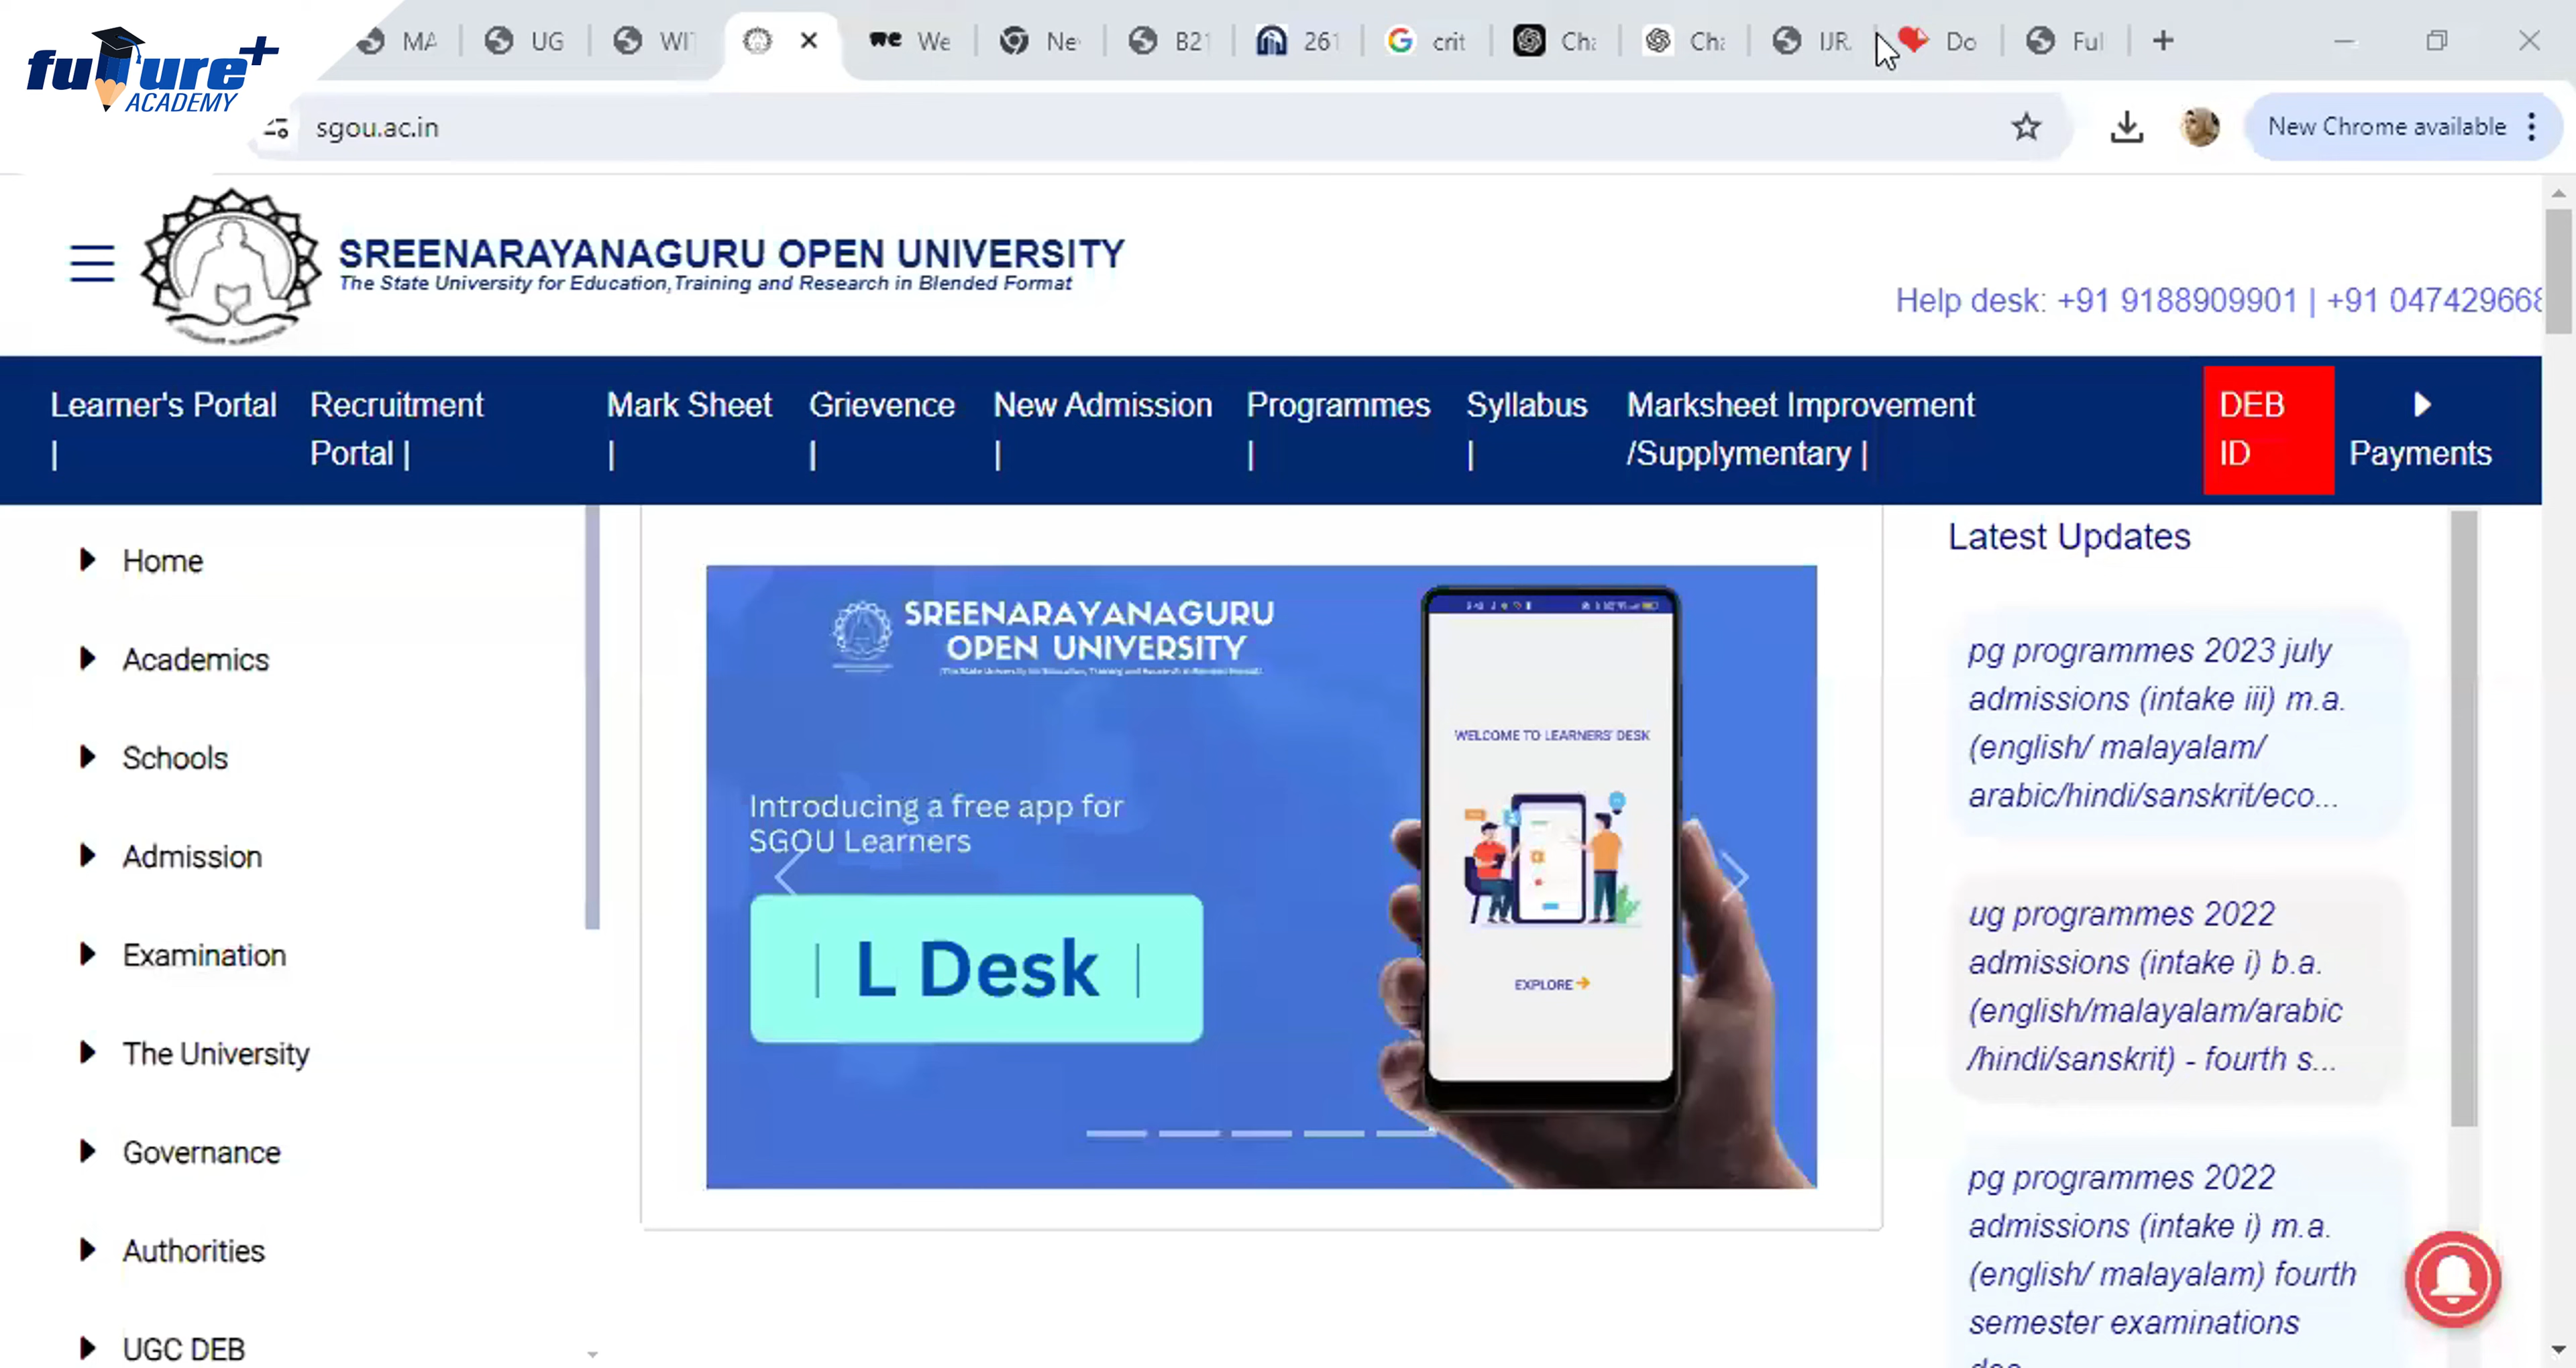 future+
ACADEMY
MA
UG
WI
We
Ne
B21
261
crit
Cha
Cha
IJR.
Do
Ful
sgou.ac.in
New Chrome available
SREENARAYANAGURU OPEN UNIVERSITY
The State University for Education,Training and Research in Blended Format
Help desk: +91 9188909901 | +91 047429668
Learner's Portal |
Recruitment
Portal |
Mark Sheet |
Grievence |
New Admission |
Programmes |
Syllabus |
Marksheet Improvement
/Supplymentary |
DEB
ID
Payments
Home
Academics
Schools
Admission
Examination
The University
Governance
Authorities
UGC DEB
SREENARAYANAGURU
OPEN UNIVERSITY
Introducing a free app for
SGOU Learners
| L Desk |
WELCOME TO LEARNERS' DESK
EXPLORE
Latest Updates
pg programmes 2023 july
admissions (intake iii) m.a.
(english/ malayalam/
arabic/hindi/sanskrit/eco...
ug programmes 2022
admissions (intake i) b.a.
(english/malayalam/arabic
/hindi/sanskrit) - fourth s...
pg programmes 2022
admissions (intake i) m.a.
(english/ malayalam) fourth
semester examinations